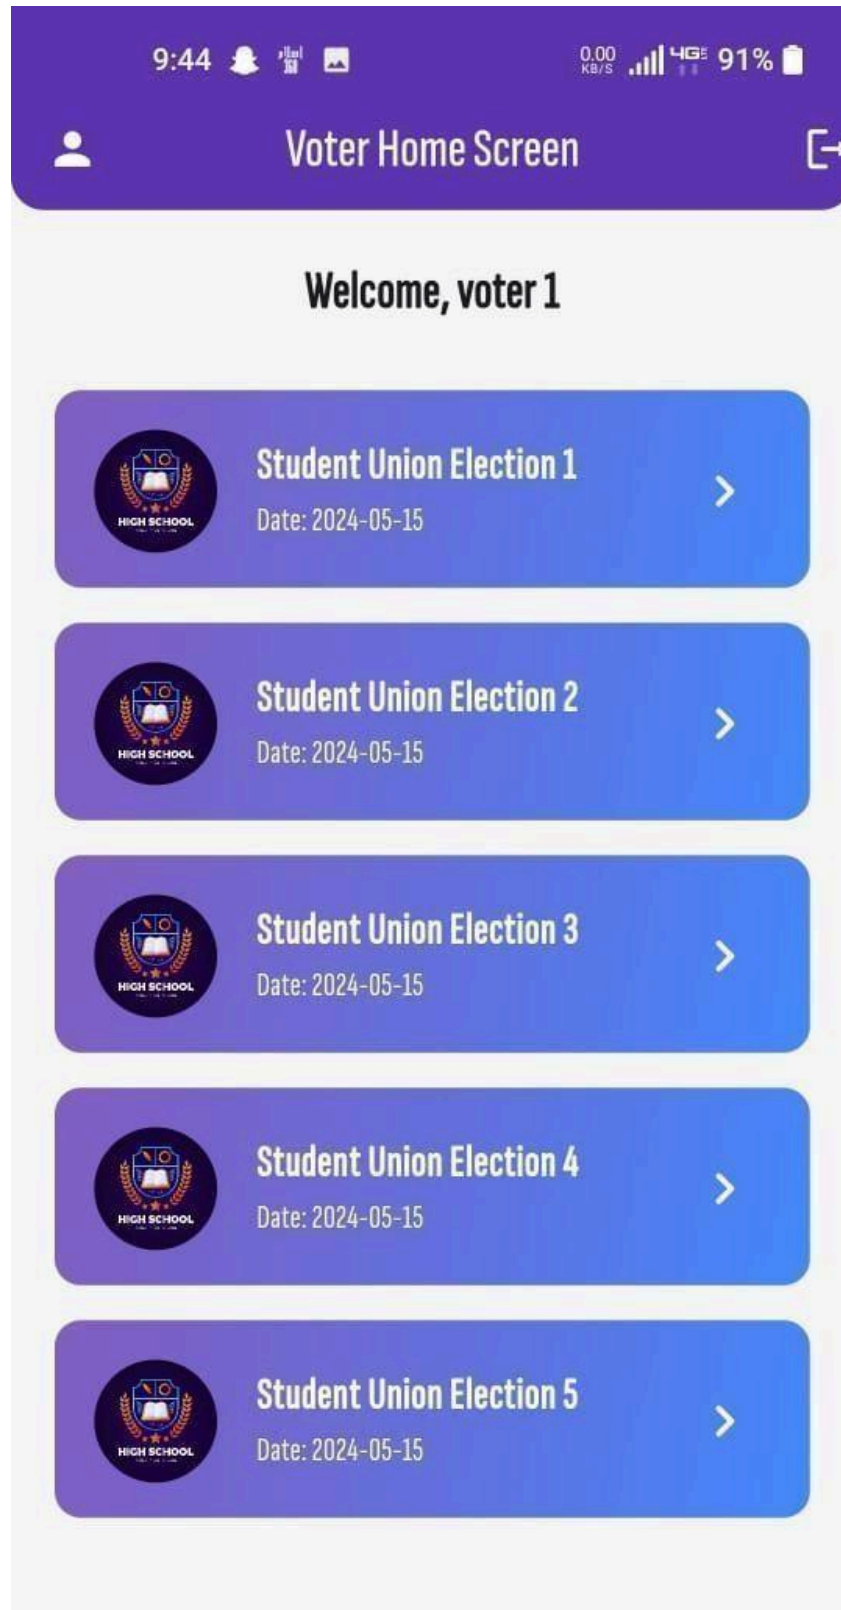 9:44 0.00 KB/S 4GE 91%
Voter Home Screen
Welcome, voter 1
Student Union Election 1
Date: 2024-05-15
HIGH SCHOOL
Student Union Election 2
Date: 2024-05-15
HIGH SCHOOL
Student Union Election 3
Date: 2024-05-15
HIGH SCHOOL
Student Union Election 4
Date: 2024-05-15
HIGH SCHOOL
Student Union Election 5
Date: 2024-05-15
HIGH SCHOOL